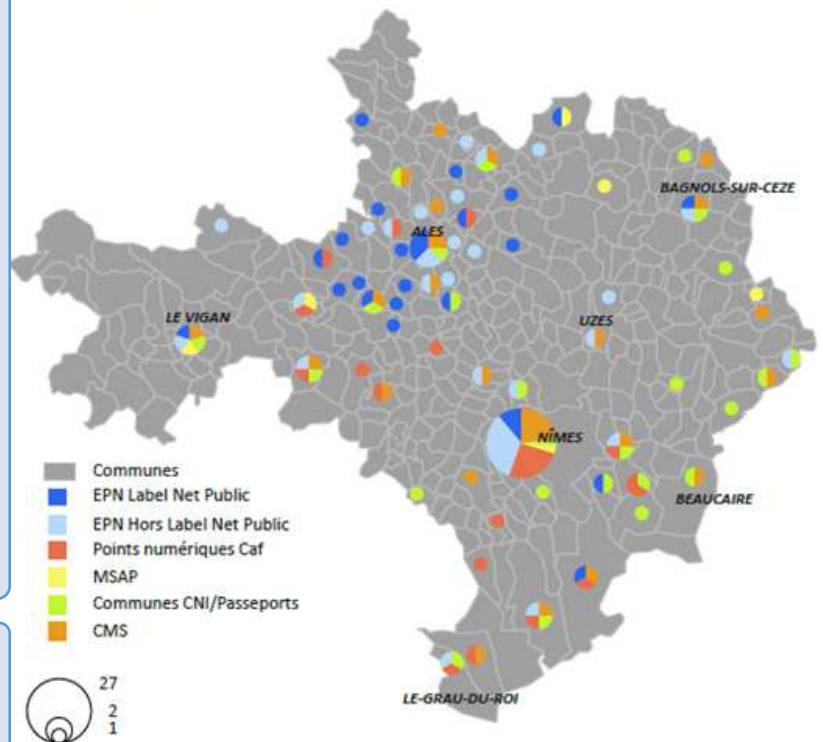 BAGNOLS-SUR-CEZE
ALES
LE VIGAN
UZES
NÎMES
BEAUCAIRE
LE-GRAU-DU-ROI
Communes
EPN Label Net Public
EPN Hors Label Net Public
Points numériques Caf
MSAP
Communes CNI/Passeports
CMS
27
2
1